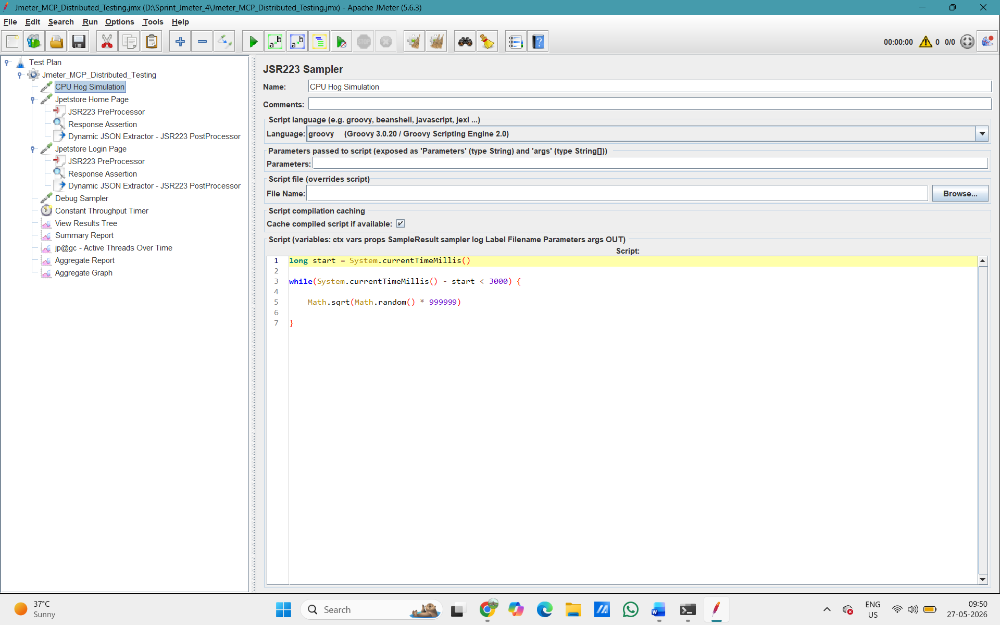 Jmeter_MCP_Distributed_Testing.jmx (D:\Sprint_Jmeter_4\Jmeter_MCP_Distributed_Testing.jmx) - Apache JMeter (5.6.3)
File Edit Search Run Options Tools Help
00:00:00 0 0/0
Test Plan
Jmeter_MCP_Distributed_Testing
CPU Hog Simulation
Jpetstore Home Page
JSR223 PreProcessor
Response Assertion
Dynamic JSON Extractor - JSR223 PostProcessor
Jpetstore Login Page
JSR223 PreProcessor
Response Assertion
Dynamic JSON Extractor - JSR223 PostProcessor
Debug Sampler
Constant Throughput Timer
View Results Tree
Summary Report
jp@gc - Active Threads Over Time
Aggregate Report
Aggregate Graph
JSR223 Sampler
Name: CPU Hog Simulation
Comments:
Script language (e.g. groovy, beanshell, javascript, jexl ...)
Language: groovy (Groovy 3.0.20 / Groovy Scripting Engine 2.0)
Parameters passed to script (exposed as 'Parameters' (type String) and 'args' (type String[]))
Parameters:
Script file (overrides script)
File Name: Browse...
Script compilation caching
Cache compiled script if available:
Script (variables: ctx vars props SampleResult sampler log Label Filename Parameters args OUT)
Script:
1 long start = System.currentTimeMillis()
2
3 while(System.currentTimeMillis() - start < 3000) {
4
5 Math.sqrt(Math.random() * 999999)
6
7 }
37°C
Sunny
Search
ENG
US
09:50
27-05-2026